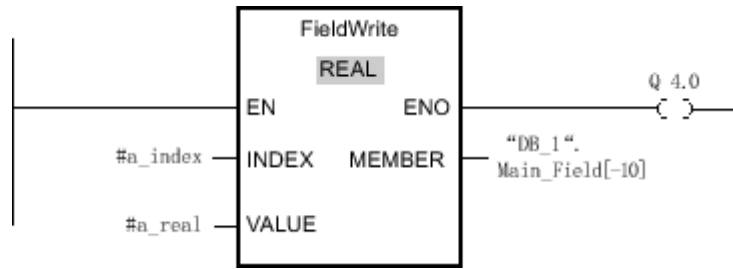 FieldWrite
REAL
Q 4.0
EN ENO
#a_index INDEX MEMBER “DB_1“.
Main_Field[-10]
#a_real VALUE